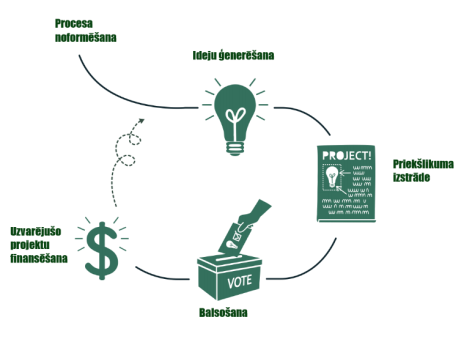 Procesa
noformēšana
Ideju ģenerēšana
PROJECT!
Priekšlikuma
izstrāde
Uzvarējušo
projektu
finansēšana
$
VOTE
Balsošana